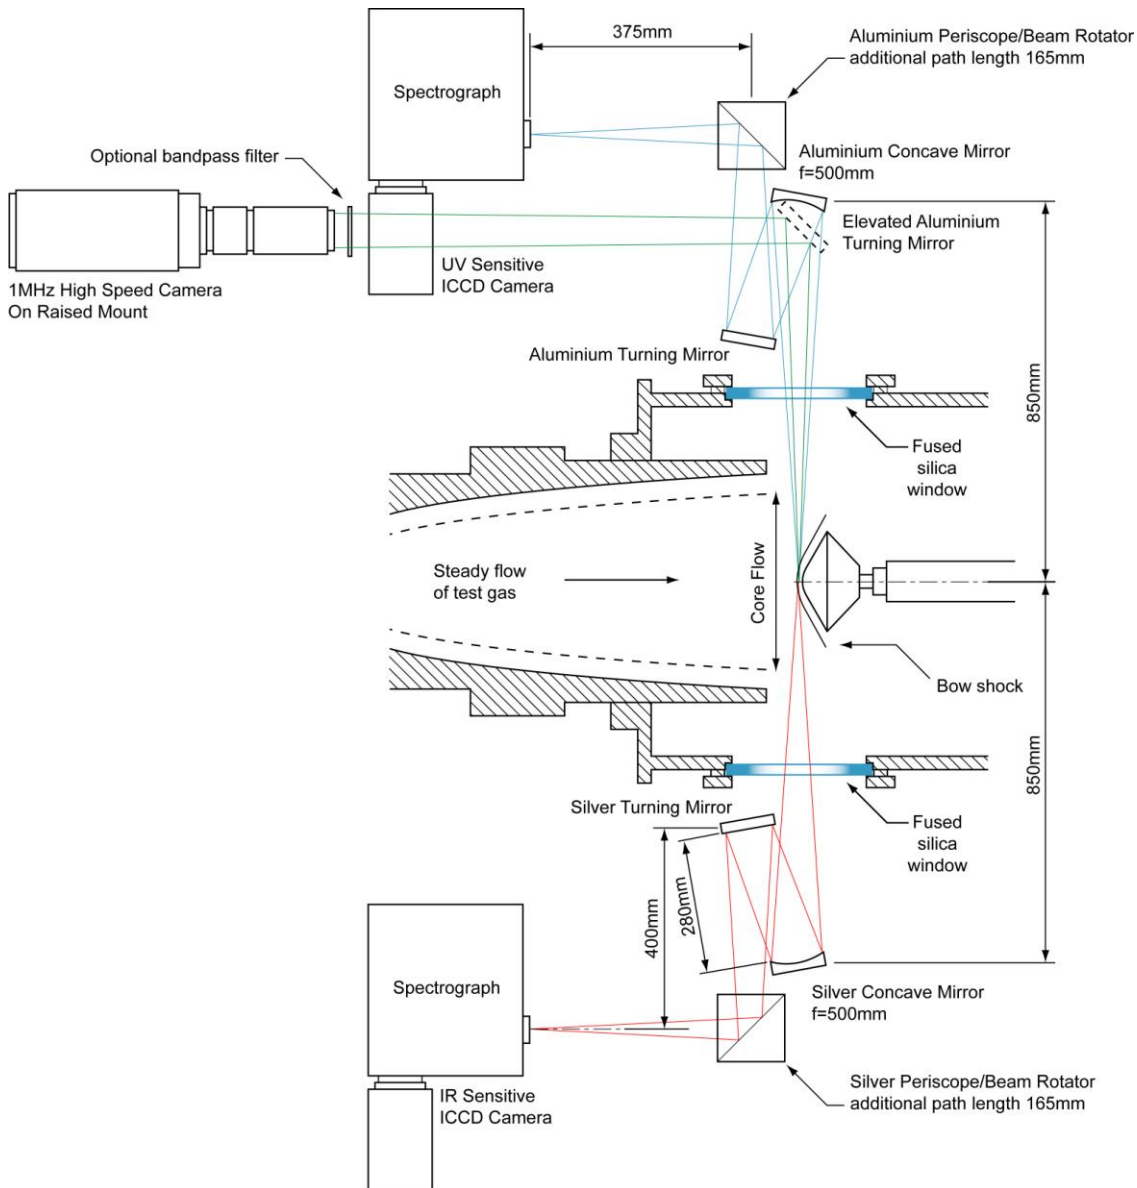 375mm
Aluminium Periscope/Beam Rotator
additional path length 165mm
Spectrograph
Optional bandpass filter
Aluminium Concave Mirror
f=500mm
Elevated Aluminium
Turning Mirror
UV Sensitive
ICCD Camera
1MHz High Speed Camera
On Raised Mount
Aluminium Turning Mirror
850mm
Fused
silica
window
Steady flow
of test gas
Core Flow
Bow shock
850mm
Silver Turning Mirror
Fused
silica
window
400mm
280mm
Spectrograph
Silver Concave Mirror
f=500mm
IR Sensitive
ICCD Camera
Silver Periscope/Beam Rotator
additional path length 165mm